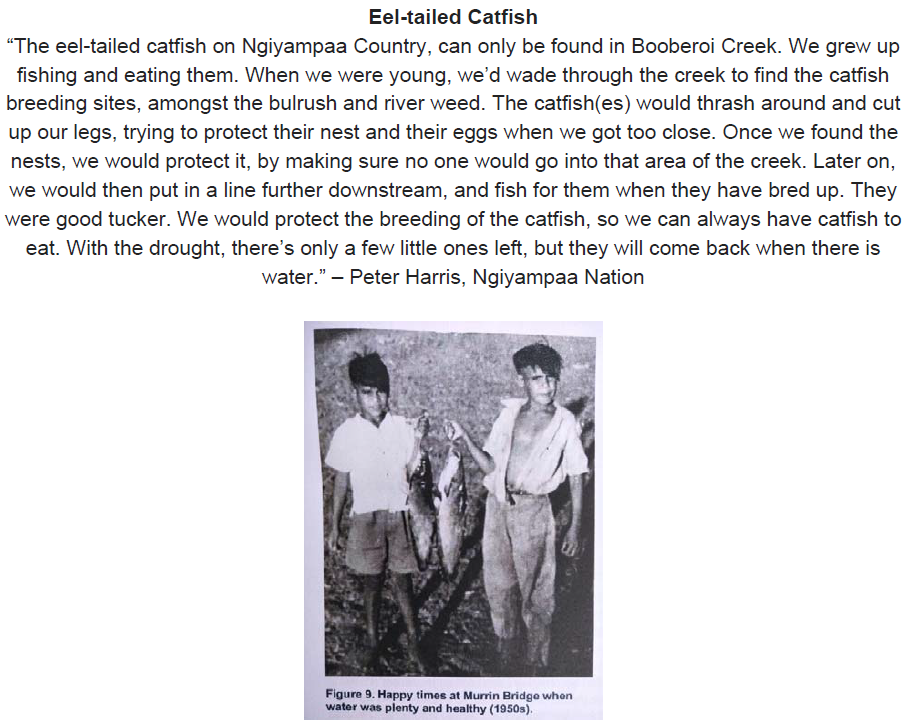 Eel-tailed Catfish
“The eel-tailed catfish on Ngiyampaa Country, can only be found in Booberoi Creek. We grew up
fishing and eating them. When we were young, we’d wade through the creek to find the catfish
breeding sites, amongst the bulrush and river weed. The catfish(es) would thrash around and cut
up our legs, trying to protect their nest and their eggs when we got too close. Once we found the
nests, we would protect it, by making sure no one would go into that area of the creek. Later on,
we would then put in a line further downstream, and fish for them when they have bred up. They
were good tucker. We would protect the breeding of the catfish, so we can always have catfish to
eat. With the drought, there’s only a few little ones left, but they will come back when there is
water.” – Peter Harris, Ngiyampaa Nation
Figure 9. Happy times at Murrin Bridge when
water was plenty and healthy (1950s).